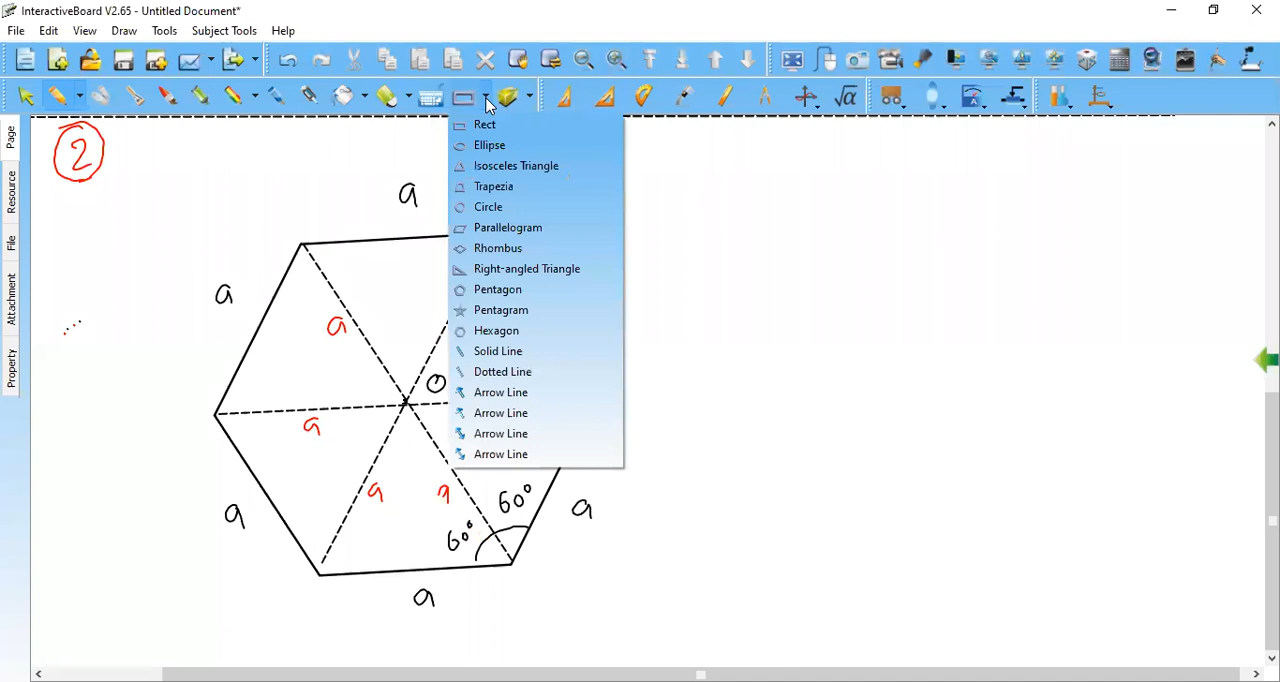 InteractiveBoard V2.65 - Untitled Document*
File Edit View Draw Tools Subject Tools Help
Page
Resource
File
Attachment
Property
Rect
Ellipse
Isosceles Triangle
Trapezia
Circle
Parallelogram
Rhombus
Right-angled Triangle
Pentagon
Pentagram
Hexagon
Solid Line
Dotted Line
Arrow Line
Arrow Line
Arrow Line
Arrow Line
2
a
a
a
O
a
a
a
60°
60°
a
a
a